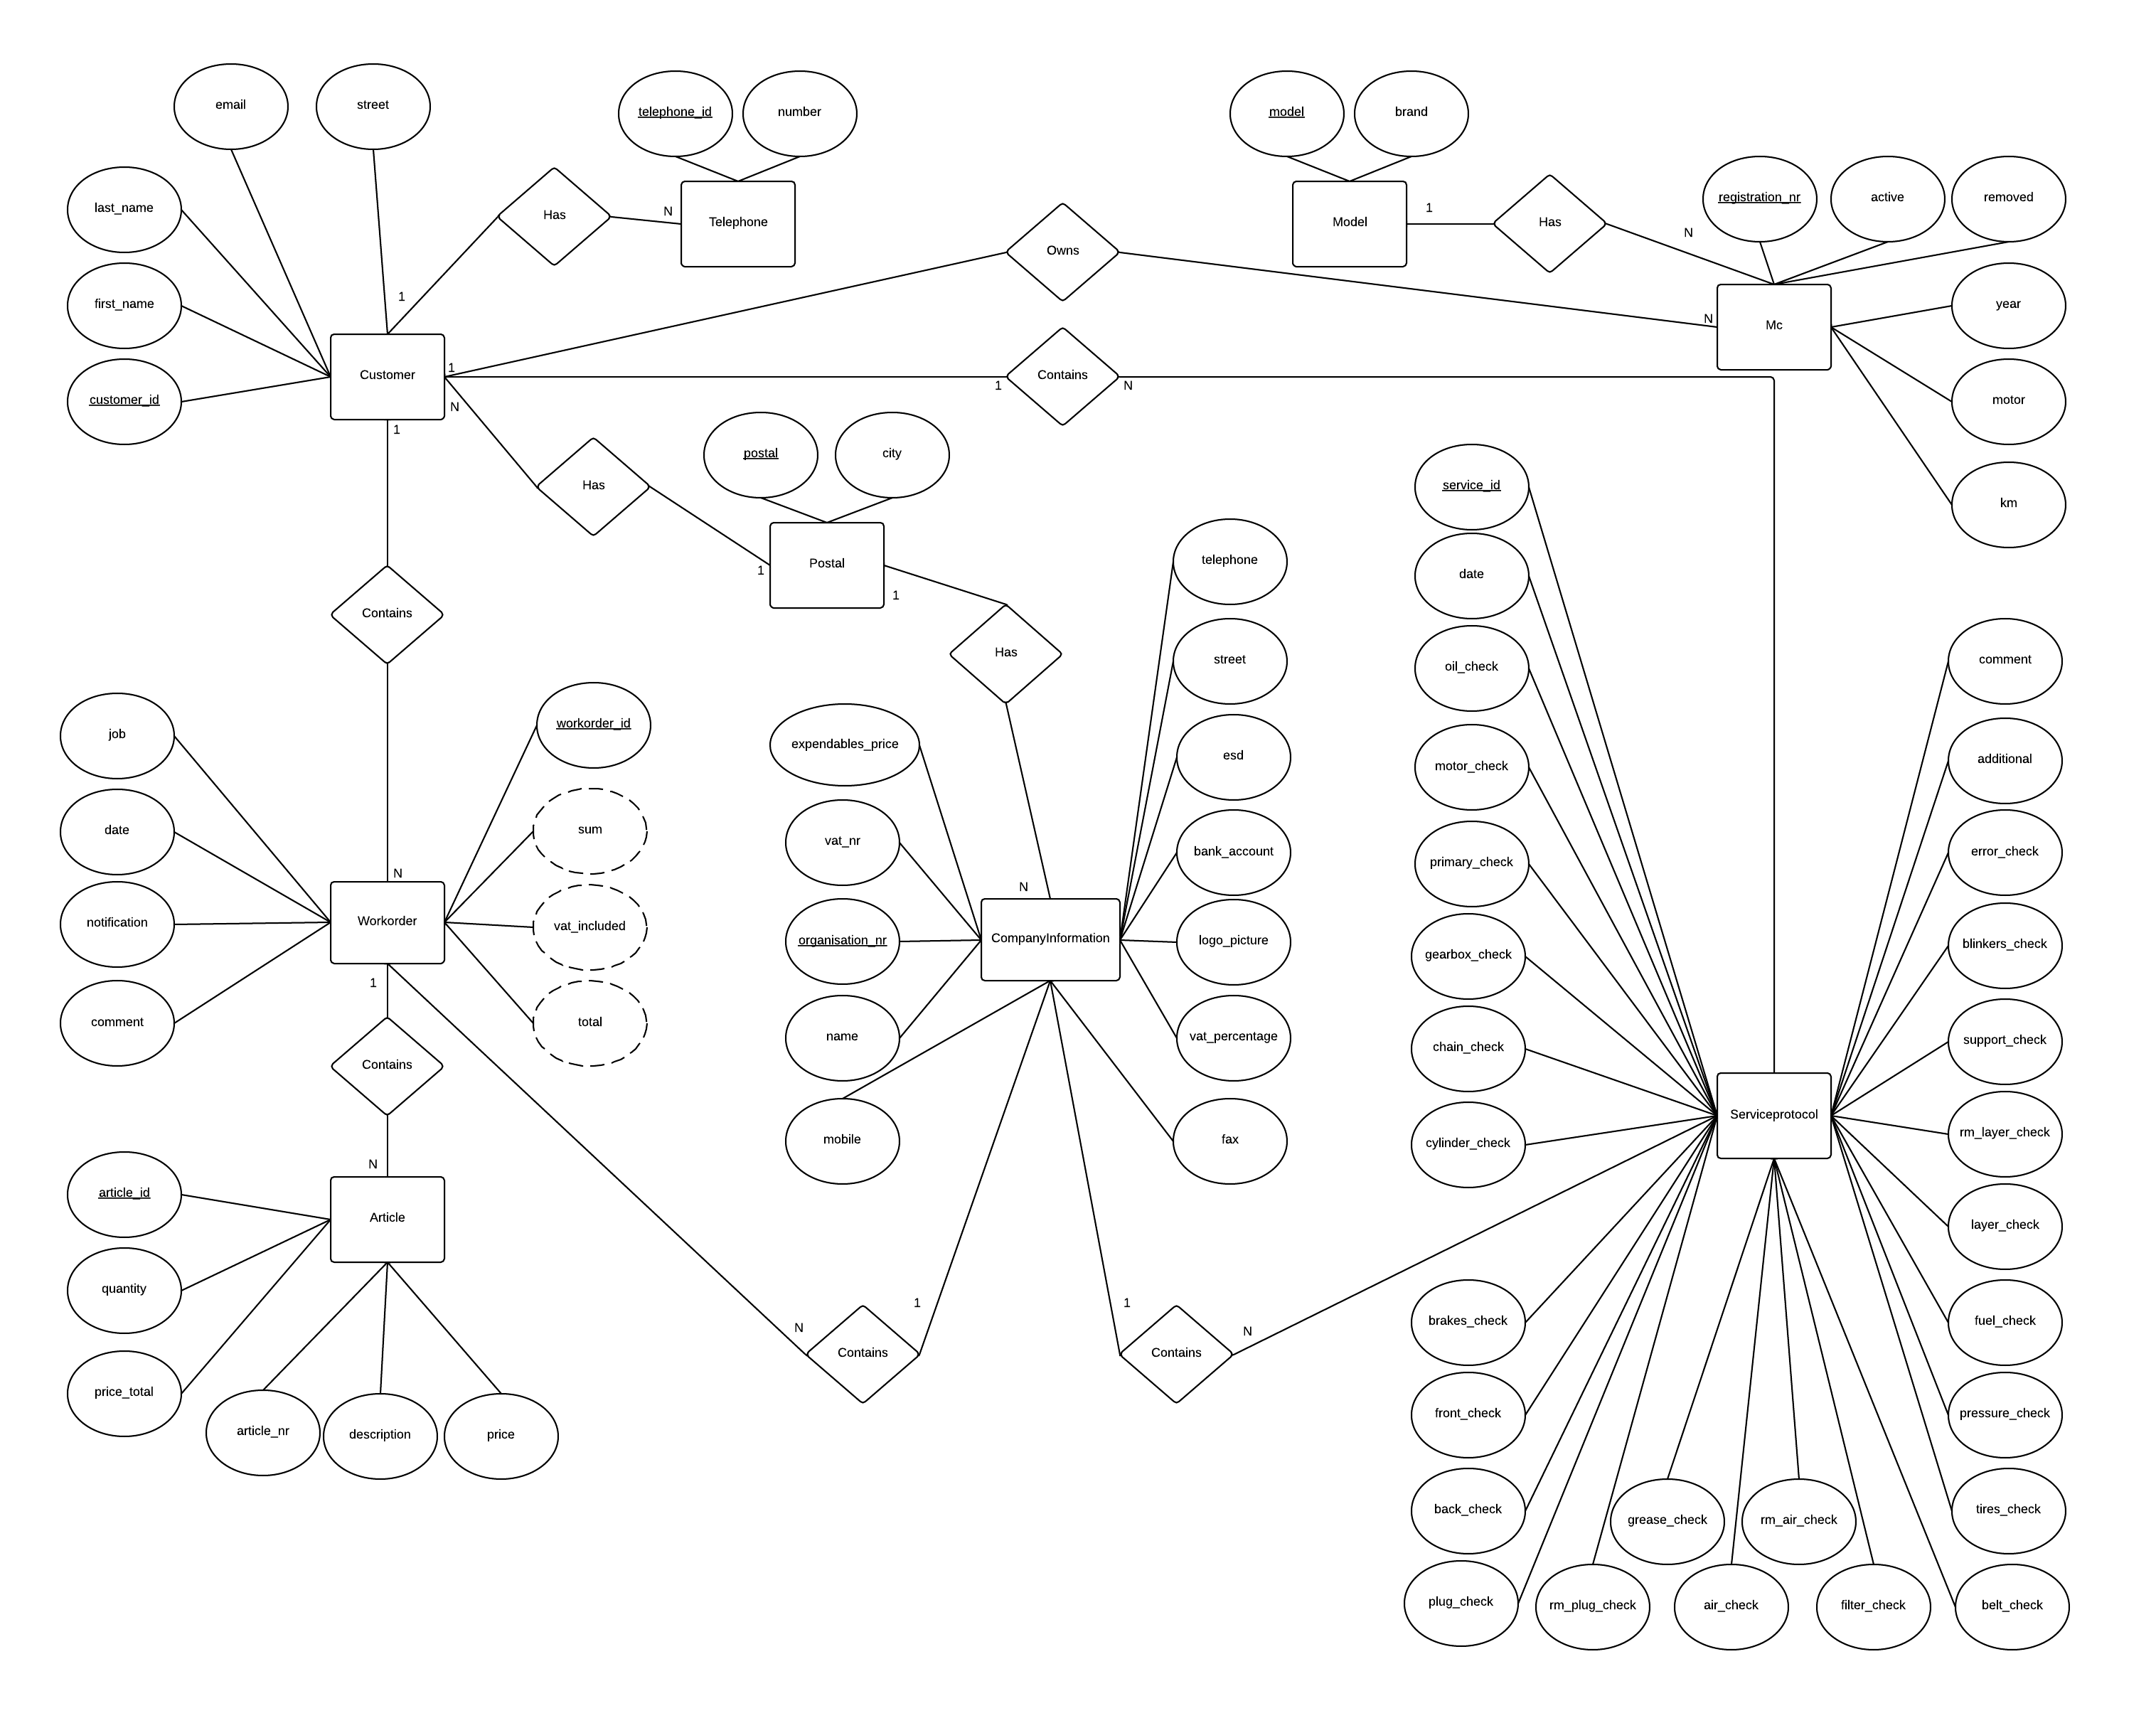 email
street
telephone_id
number
model
brand
last_name
Has
N
Telephone
Owns
Model
1
Has
N
registration_nr
active
removed
first_name
1
N
Mc
year
Customer
1
customer_id
N
1
Contains
N
1
motor
Has
postal
city
service_id
km
1
Postal
1
telephone
date
Contains
Has
street
oil_check
comment
job
workorder_id
expendables_price
esd
motor_check
additional
date
sum
vat_nr
bank_account
primary_check
error_check
N
N
notification
Workorder
vat_included
organisation_nr
CompanyInformation
logo_picture
gearbox_check
blinkers_check
1
comment
total
name
vat_percentage
chain_check
support_check
Contains
mobile
fax
cylinder_check
Serviceprotocol
rm_layer_check
N
article_id
Article
layer_check
quantity
price_total
N
1
Contains
1
N
Contains
brakes_check
fuel_check
article_nr
description
price
front_check
pressure_check
back_check
grease_check
rm_air_check
tires_check
plug_check
rm_plug_check
air_check
filter_check
belt_check